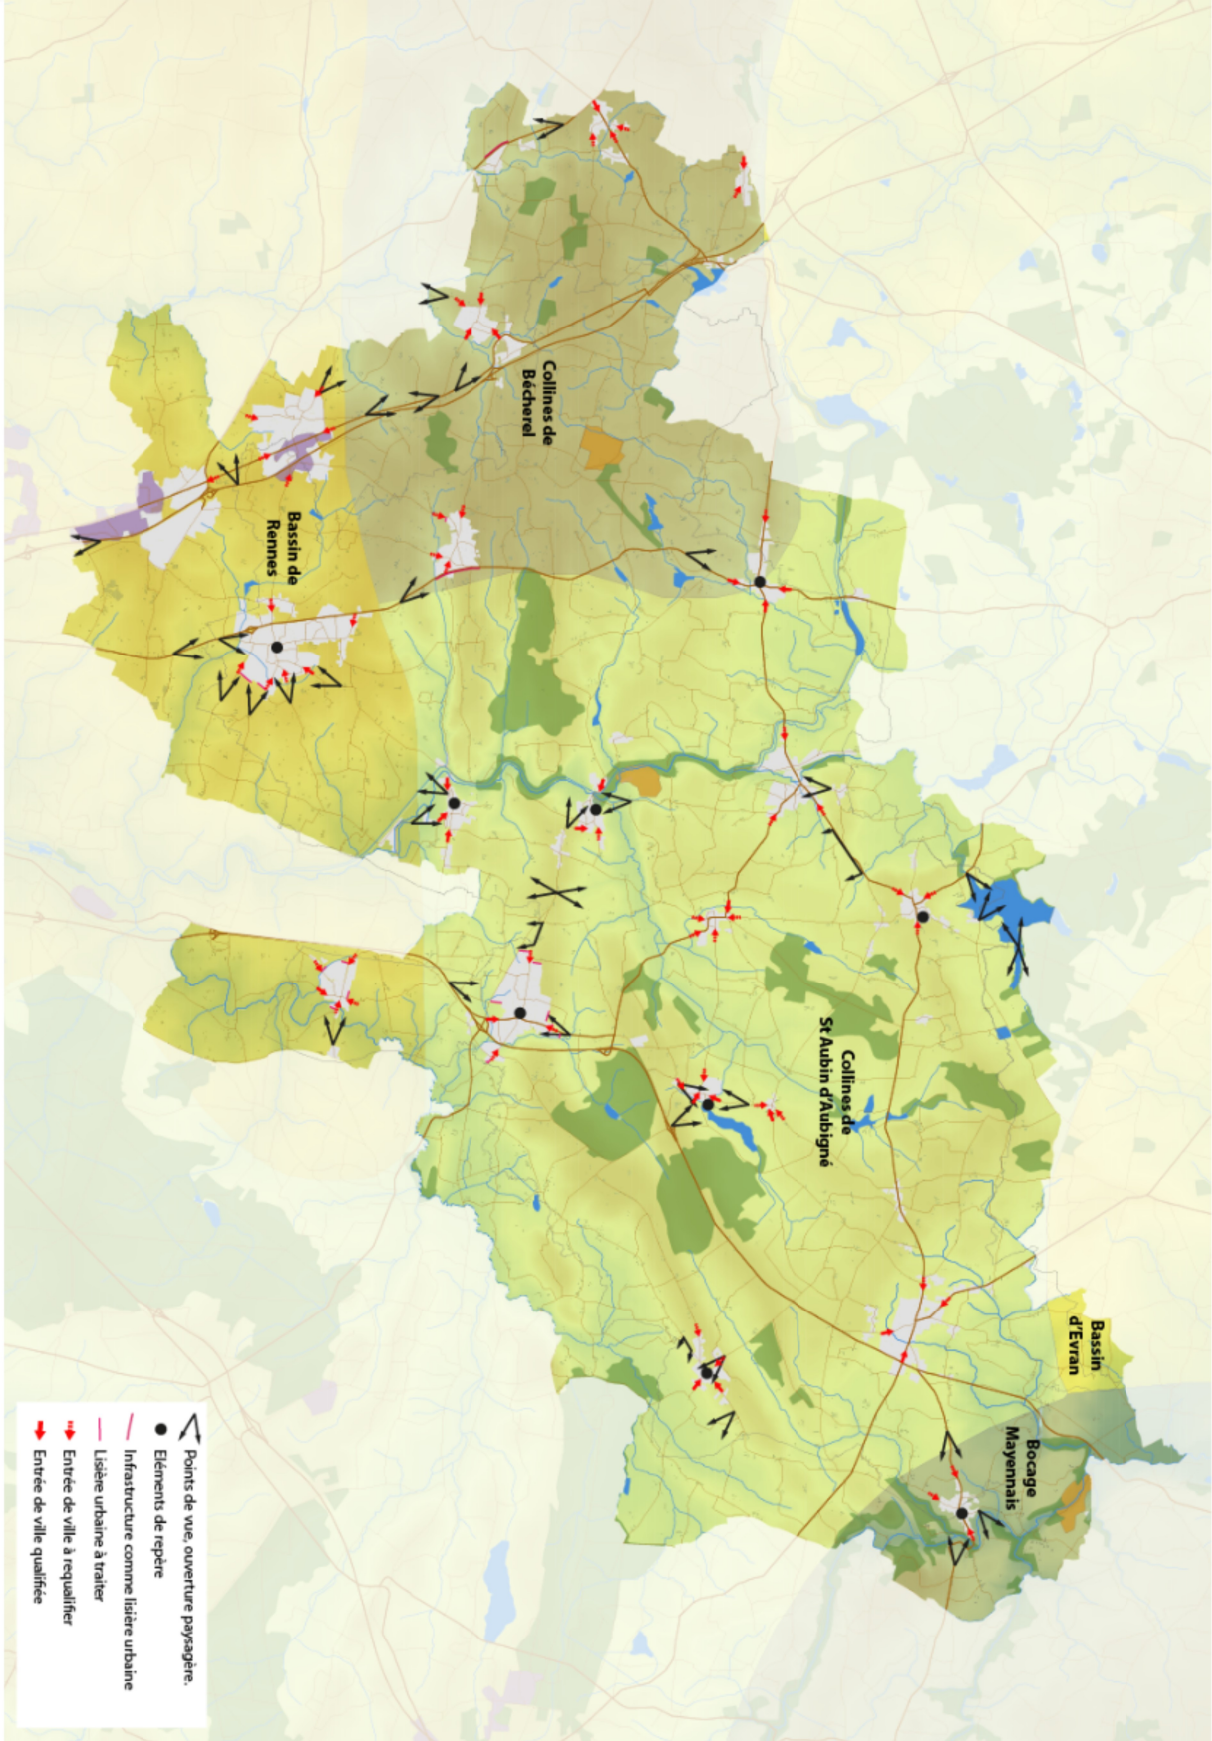 Collines de
Bécherel
Bassin de
Rennes
Collines de
St Aubin d'Aubigné
Bassin
d'Evran
Bocage
Mayennais
Points de vue, ouverture paysagère.
Eléments de repère
Infrastructure comme lisière urbaine
Lisière urbaine à traiter
Entrée de ville à requalifier
Entrée de ville qualifiée